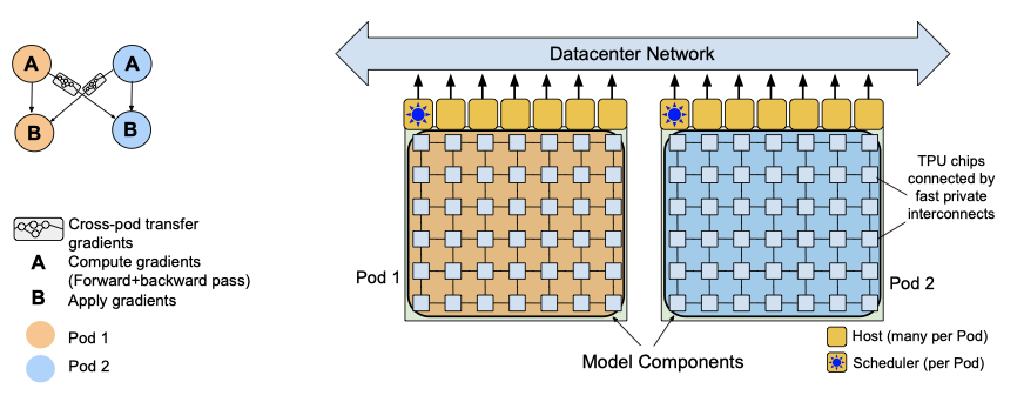 A
A
B
B
Cross-pod transfer
gradients
A
Compute gradients
(Forward+backward pass)
B
Apply gradients
Pod 1
Pod 2
Datacenter Network
TPU chips
connected by
fast private
interconnects
Pod 1
Pod 2
Model Components
Host (many per Pod)
Scheduler (per Pod)